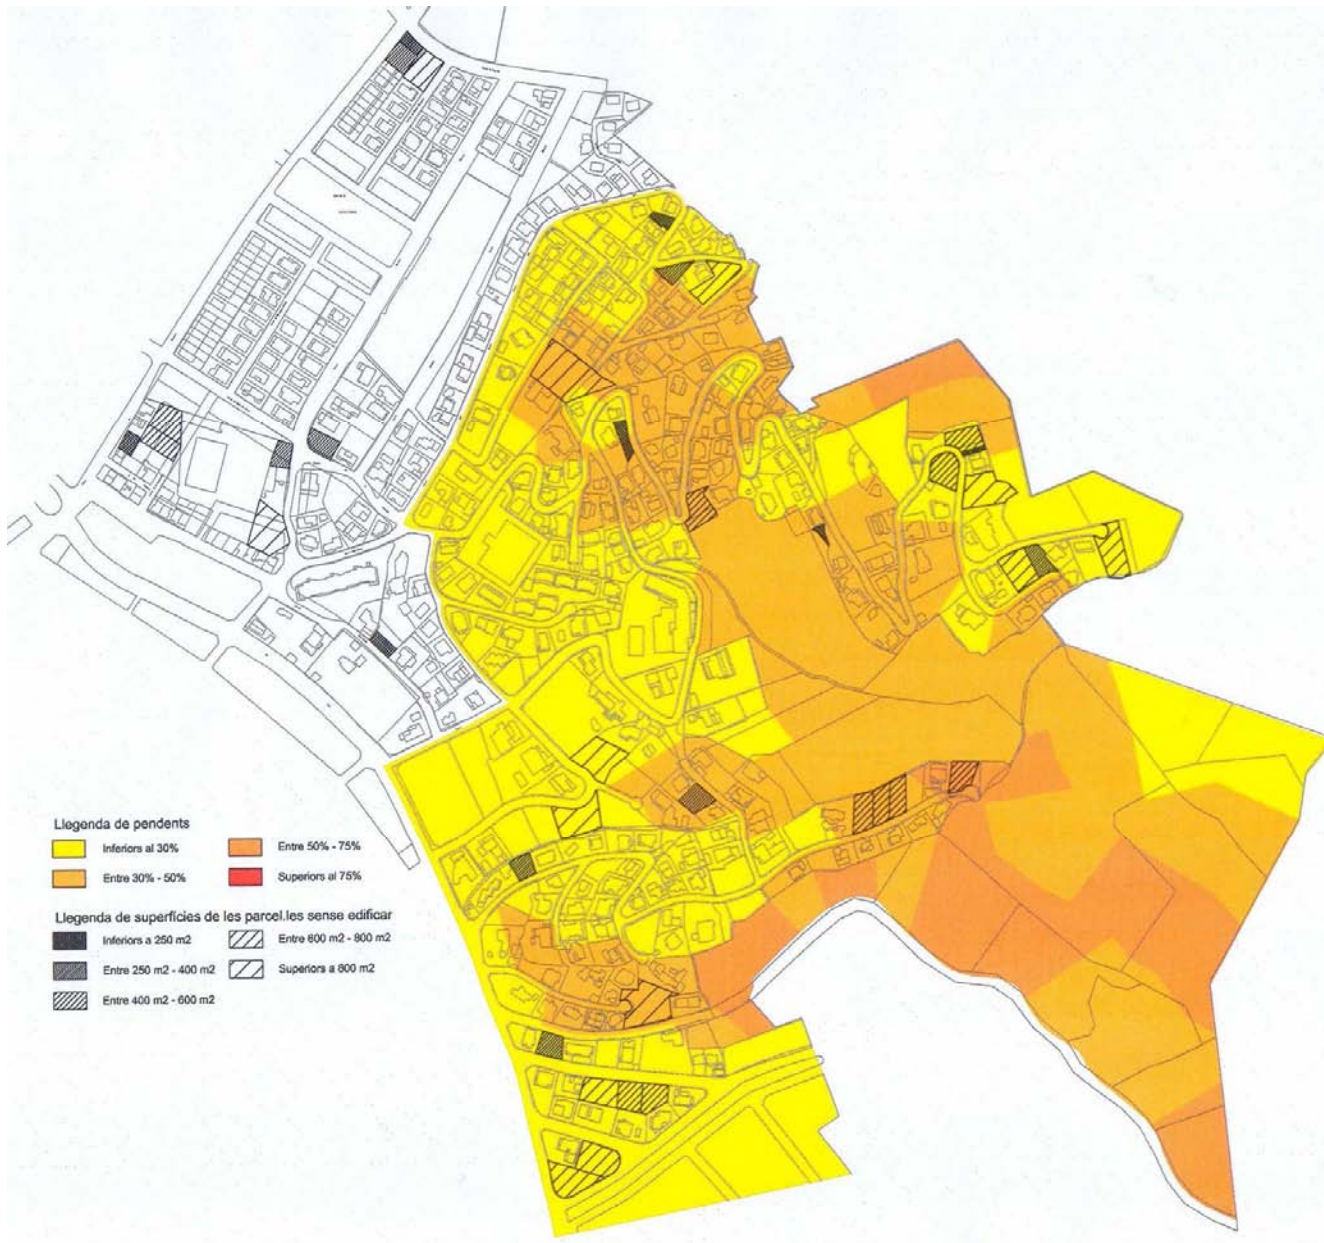 Llegenda de pendents
Inferiors al 30%
Entre 50% - 75%
Entre 30% - 50%
Superiors al 75%
Llegenda de superfícies de les parcel.les sense edificar
Inferiors a 250 m2
Entre 600 m2 - 800 m2
Entre 250 m2 - 400 m2
Superiors a 800 m2
Entre 400 m2 - 600 m2